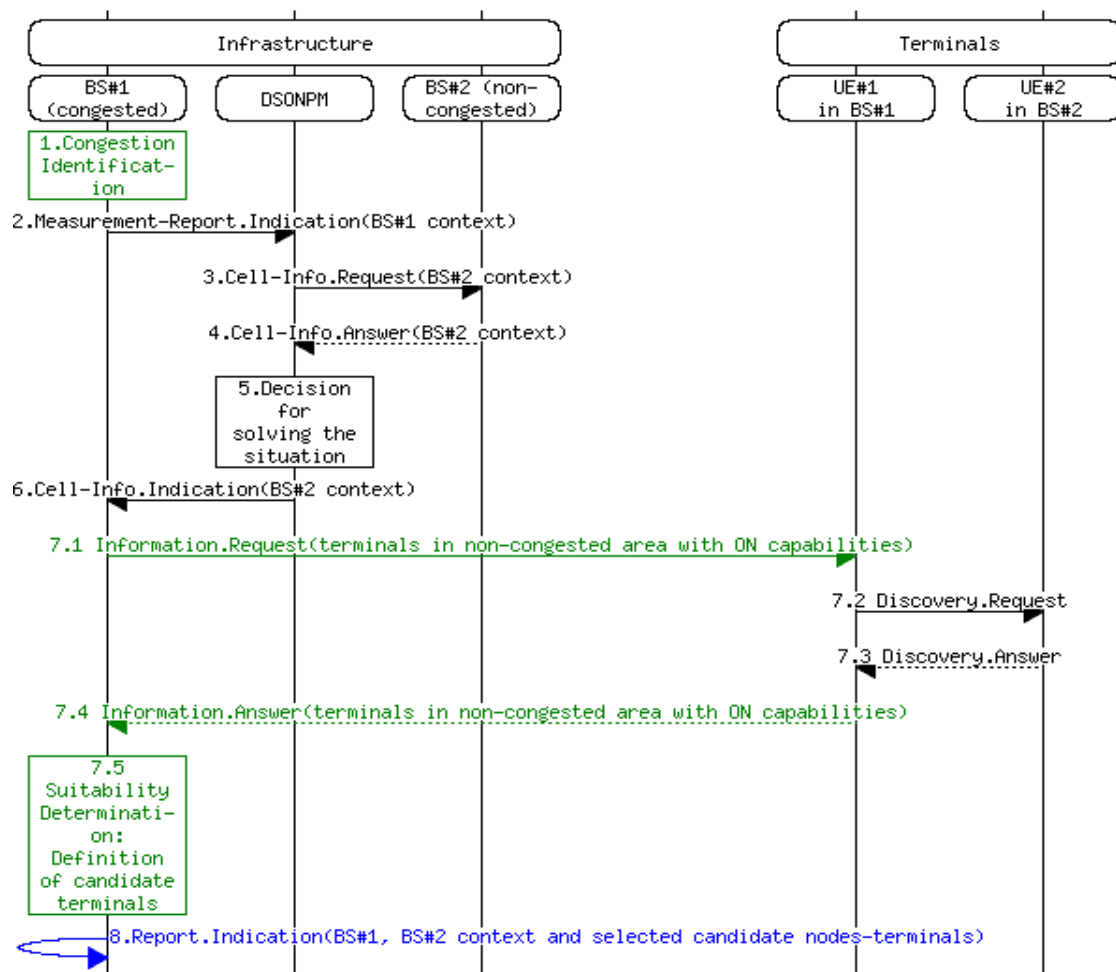 Infrastructure
Terminals
BS#1
(congested)
DSONPM
BS#2 (non-
congested)
UE#1
in BS#1
UE#2
in BS#2
1.Congestion
Identificat-
ion
2.Measurement-Report.Indication(BS#1 context)
3.Cell-Info.Request(BS#2 context)
4.Cell-Info.Answer(BS#2 context)
5.Decision
for
solving the
situation
6.Cell-Info.Indication(BS#2 context)
7.1 Information.Request(terminals in non-congested area with ON capabilities)
7.2 Discovery.Request
7.3 Discovery.Answer
7.4 Information.Answer(terminals in non-congested area with ON capabilities)
7.5
Suitability
Determinati-
on:
Definition
of candidate
terminals
8.Report.Indication(BS#1, BS#2 context and selected candidate nodes-terminals)